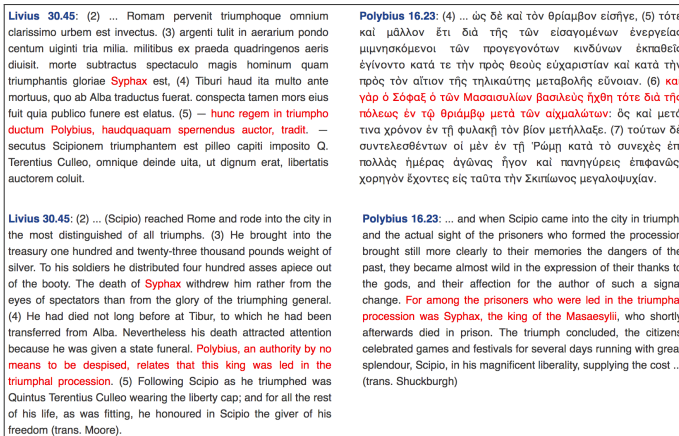 Livius 30.45: (2) ... Romam pervenit triumphoque omnium
clarissimo urbem est invectus. (3) argenti tulit in aerarium pondo
centum uiginti tria milia. militibus ex praeda quadringenos aeris
diuisit. morte subtractus spectaculo magis hominum quam
triumphantis gloriae Syphax est, (4) Tiburi haud ita multo ante
mortuus, quo ab Alba traductus fuerat. conspecta tamen mors eius
fuit quia publico funere est elatus. (5) — hunc regem in triumpho
ductum Polybius, haudquaquam spernendus auctor, tradit. —
secutus Scipionem triumphantem est pilleo capiti imposito Q.
Terentius Culleo, omnique deinde uita, ut dignum erat, libertatis
auctorem coluit.
Polybius 16.23: (4) ... ὡς δὲ καὶ τὸν θρίαμβον εἰσῆγε, (5) τότε
καὶ μᾶλλον ἔτι διὰ τῆς τῶν εἰσαγομένων ἐνεργείας
μιμνησκόμενοι τῶν προγεγονότων κινδύνων ἐκπαθεῖς
ἐγίνοντο κατά τε τὴν πρὸς θεοὺς εὐχαριστίαν καὶ κατὰ τὴν
πρὸς τὸν αἴτιον τῆς τηλικαύτης μεταβολῆς εὔνοιαν. (6) κα
γὰρ ὁ Σόφαξ ὁ τῶν Μασαισυλίων βασιλεὺς ἤχθη τότε διὰ τῆς
πόλεως ἐν τῷ θριάμβῳ μετὰ τῶν αἰχμαλώτων: ὃς καὶ μετά
τινα χρόνον ἐν τῇ φυλακῇ τὸν βίον μετήλλαξε. (7) τούτων δὲ
συντελεσθέντων οἱ μὲν ἐν τῇ Ῥώμῃ κατὰ τὸ συνεχὲς ἐπ
πολλὰς ἡμέρας ἀγῶνας ἦγον καὶ πανηγύρεις ἐπιφανῶς
χορηγὸν ἔχοντες εἰς ταῦτα τὴν Σκιπίωνος μεγαλοψυχίαν.
Livius 30.45: (2) ... (Scipio) reached Rome and rode into the city in
the most distinguished of all triumphs. (3) He brought into the
treasury one hundred and twenty-three thousand pounds weight of
silver. To his soldiers he distributed four hundred asses apiece out
of the booty. The death of Syphax withdrew him rather from the
eyes of spectators than from the glory of the triumphing general.
(4) He had died not long before at Tibur, to which he had been
transferred from Alba. Nevertheless his death attracted attention
because he was given a state funeral. Polybius, an authority by no
means to be despised, relates that this king was led in the
triumphal procession. (5) Following Scipio as he triumphed was
Quintus Terentius Culleo wearing the liberty cap; and for all the rest
of his life, as was fitting, he honoured in Scipio the giver of his
freedom (trans. Moore).
Polybius 16.23: ... and when Scipio came into the city in triumph
and the actual sight of the prisoners who formed the procession
brought still more clearly to their memories the dangers of the
past, they became almost wild in the expression of their thanks to
the gods, and their affection for the author of such a signa
change. For among the prisoners who were led in the triumpha
procession was Syphax, the king of the Masaesylii, who shortly
afterwards died in prison. The triumph concluded, the citizens
celebrated games and festivals for several days running with grea
splendour, Scipio, in his magnificent liberality, supplying the cost ..
(trans. Shuckburgh)